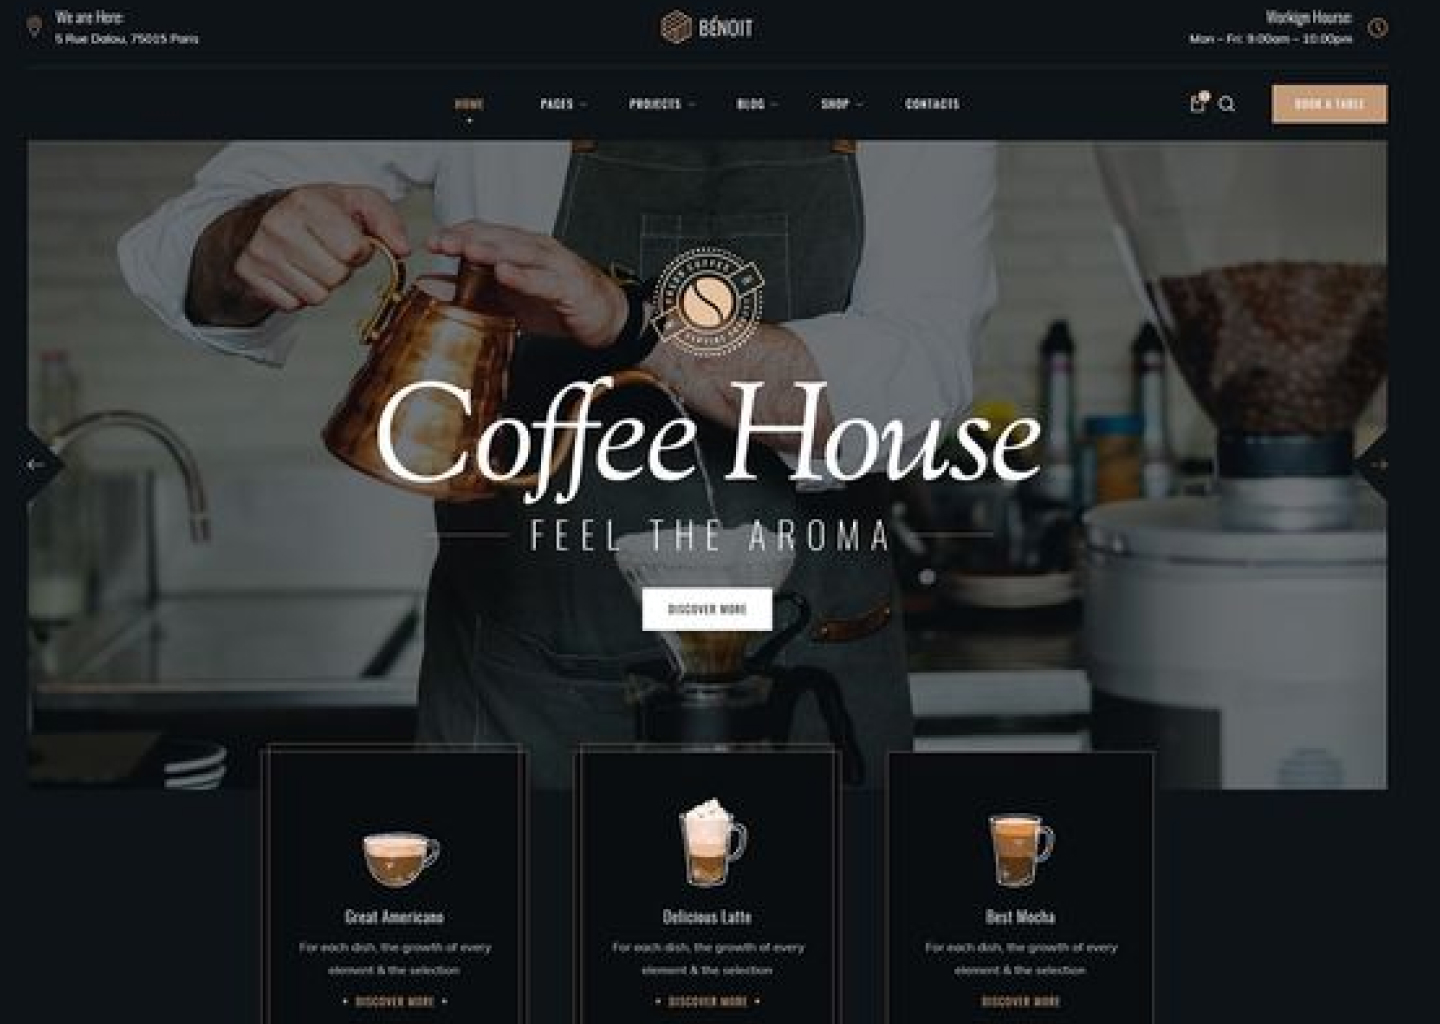 We are Here:
5 Rue Dalou, 75015 Paris
BÉNOIT
Workign Hourse:
Mon – Fri: 9:00am – 10:00pm
HOME
PAGES
PROJECTS
BLOG
SHOP
CONTACTS
BOOK A TABLE
Coffee House
FEEL THE AROMA
DISCOVER MORE
Great Americano
For each dish, the growth of every
element & the selection
DISCOVER MORE
Delicious Latte
For each dish, the growth of every
element & the selection
DISCOVER MORE
Best Mocha
For each dish, the growth of every
element & the selection
DISCOVER MORE